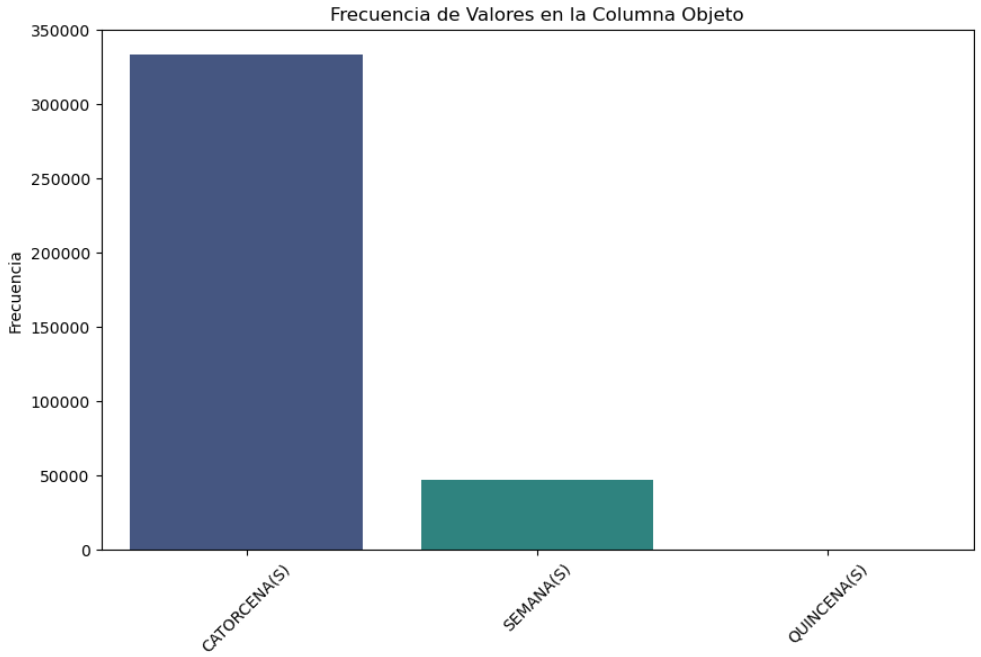 Frecuencia de Valores en la Columna Objeto
350000
300000
250000
200000
150000
100000
50000
0
Frecuencia
CATORCENA(S)
SEMANA(S)
QUINCENA(S)